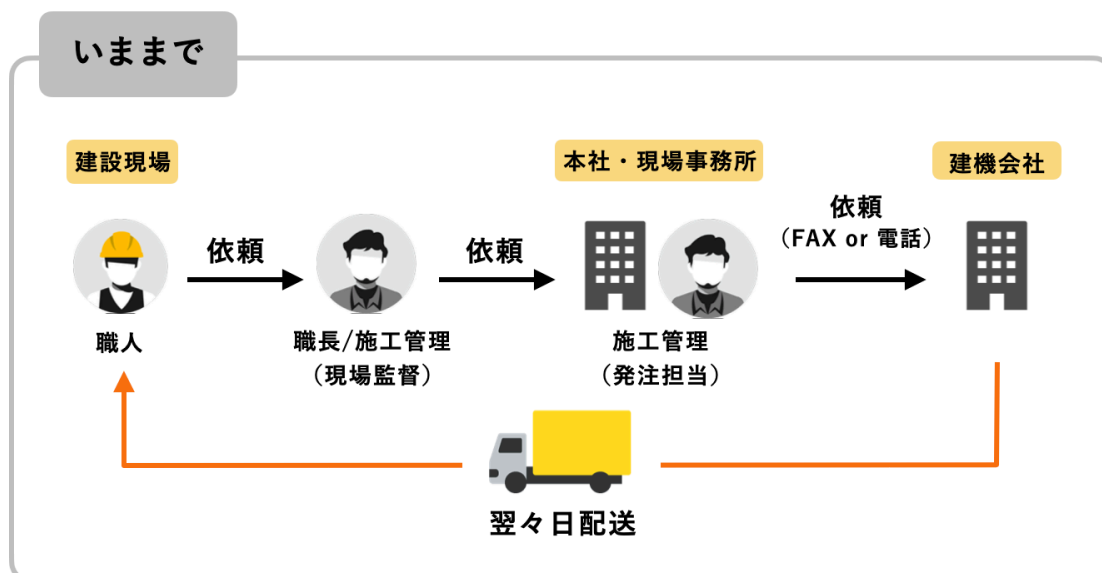 いままで
建設現場
本社・現場事務所
建機会社
依頼
依頼
依頼
（FAX or 電話）
職人
職長/施工管理
（現場監督）
施工管理
（発注担当）
翌々日配送